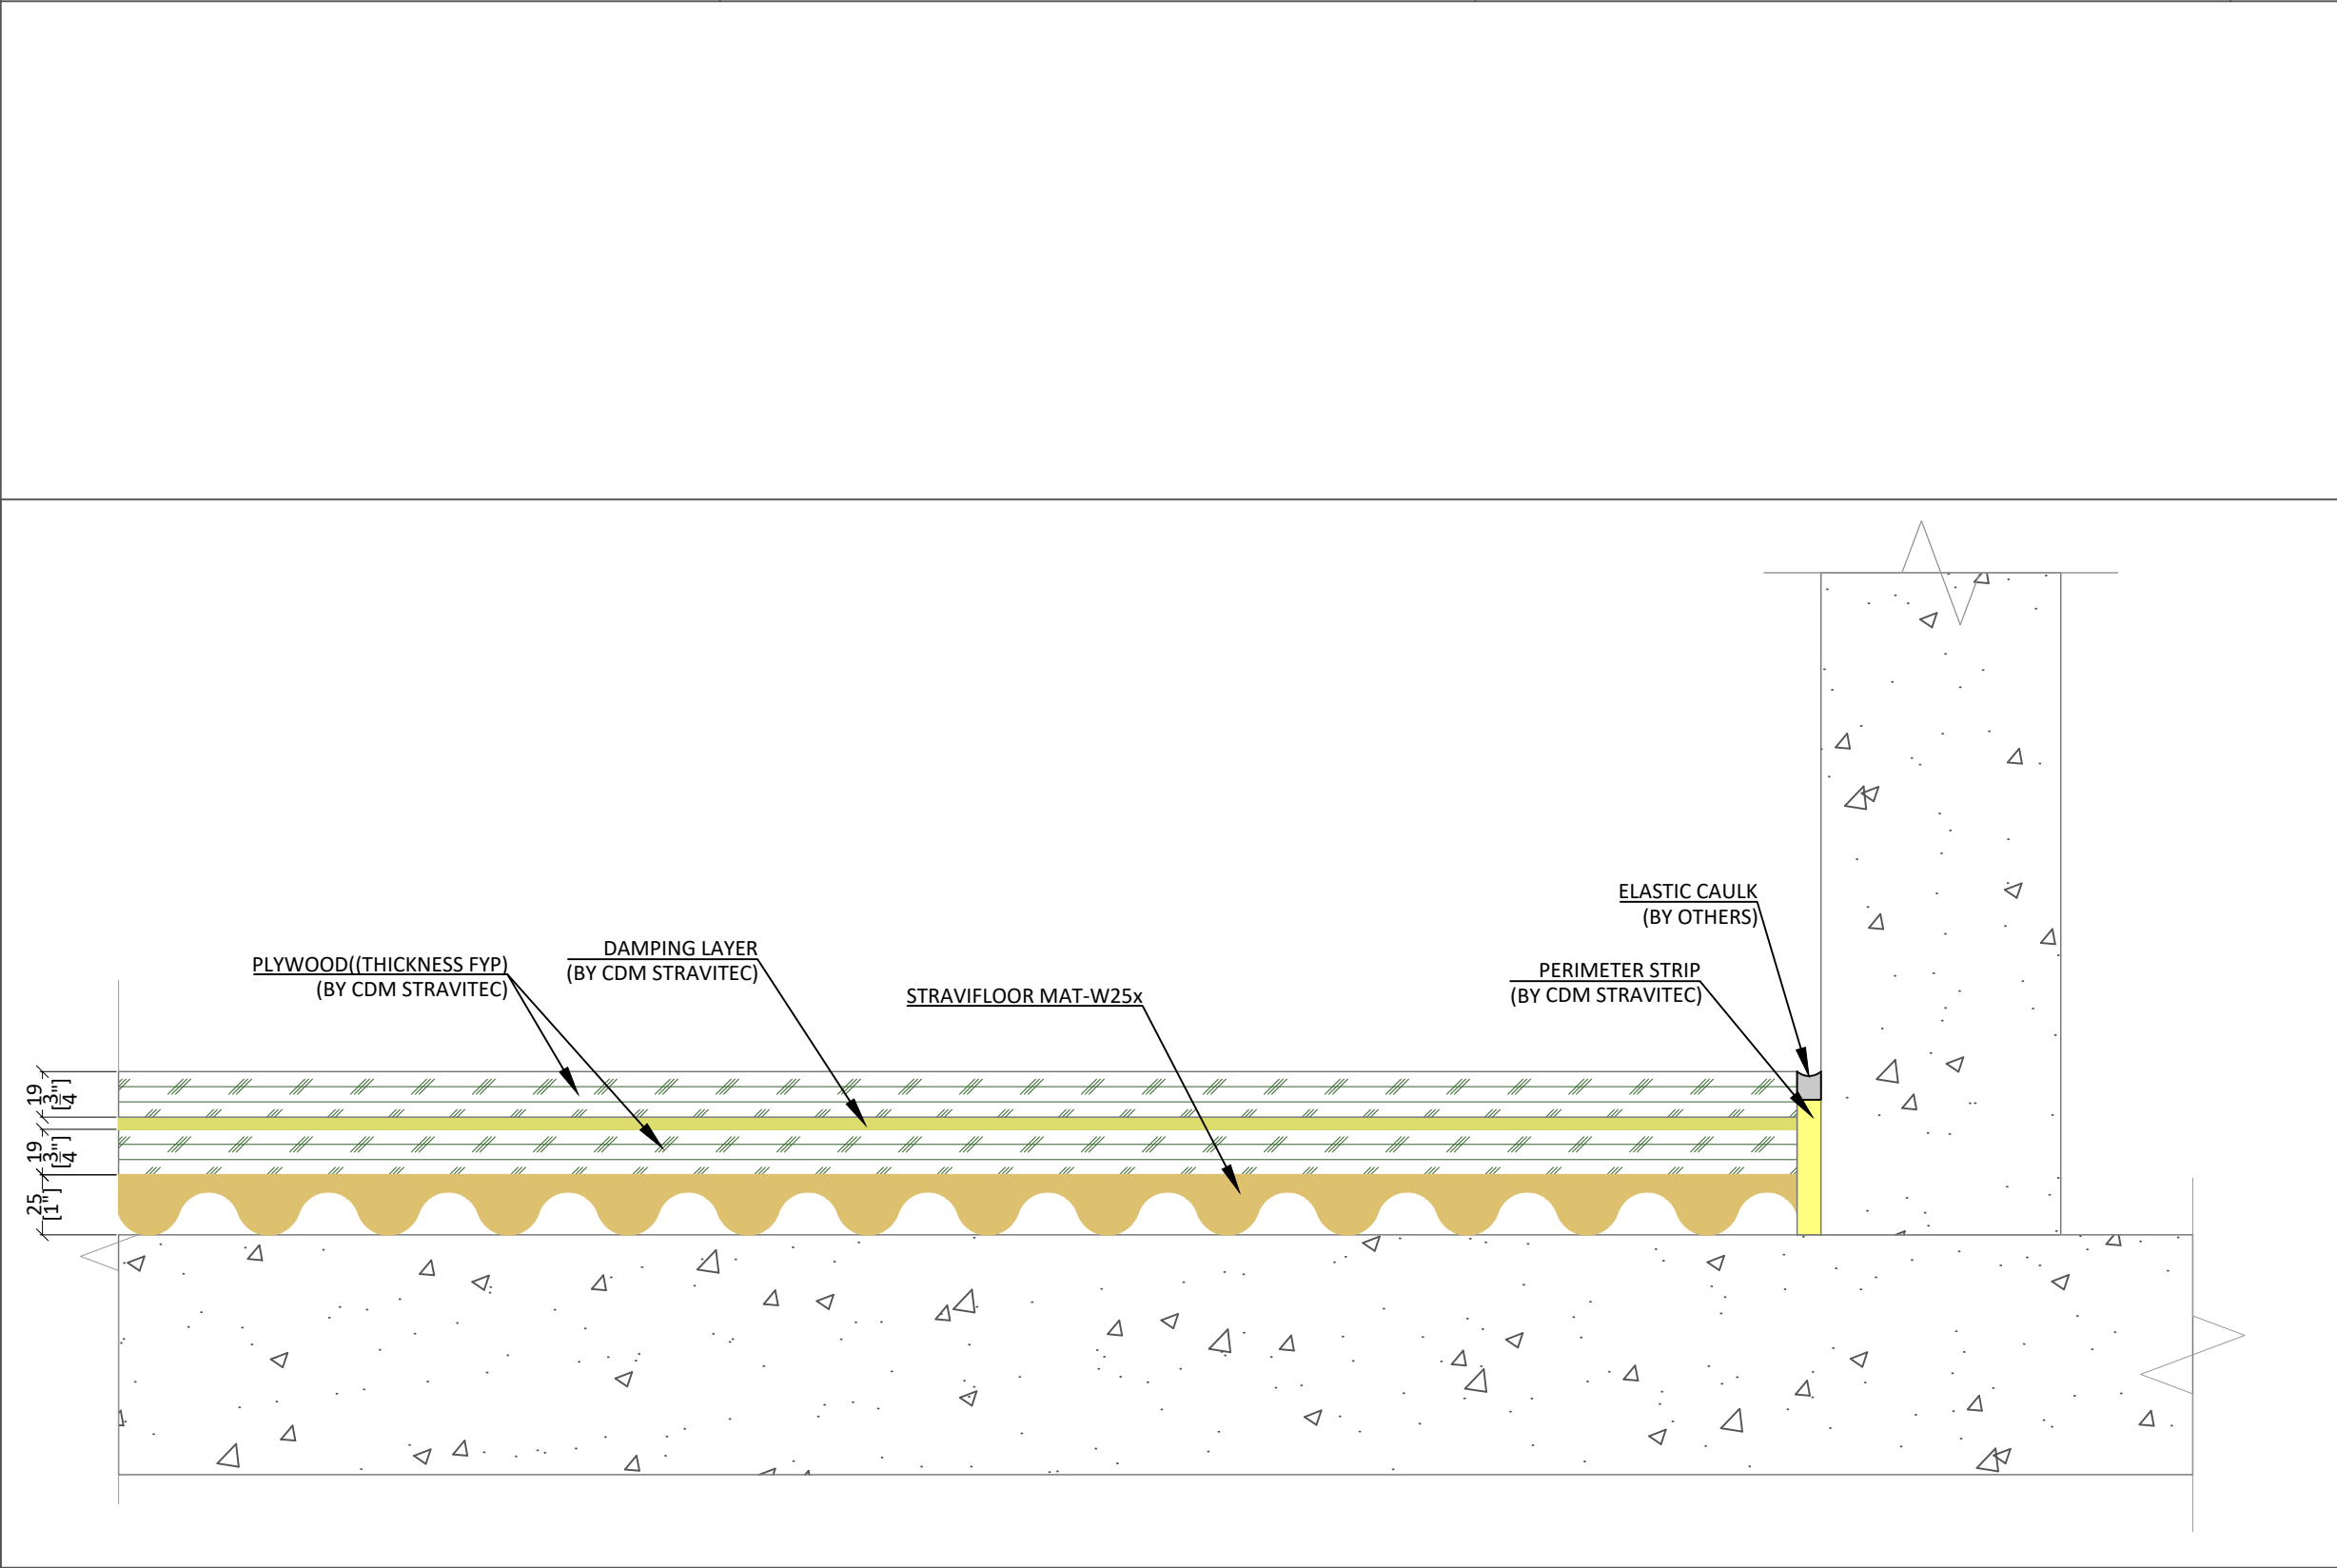 ELASTIC CAULK
(BY OTHERS)
PLYWOOD((THICKNESS FYP)
(BY CDM STRAVITEC)
DAMPING LAYER
(BY CDM STRAVITEC)
STRAVIFLOOR MAT-W25x
PERIMETER STRIP
(BY CDM STRAVITEC)
19
[3/4"]
19
[3/4"]
25
[1"]